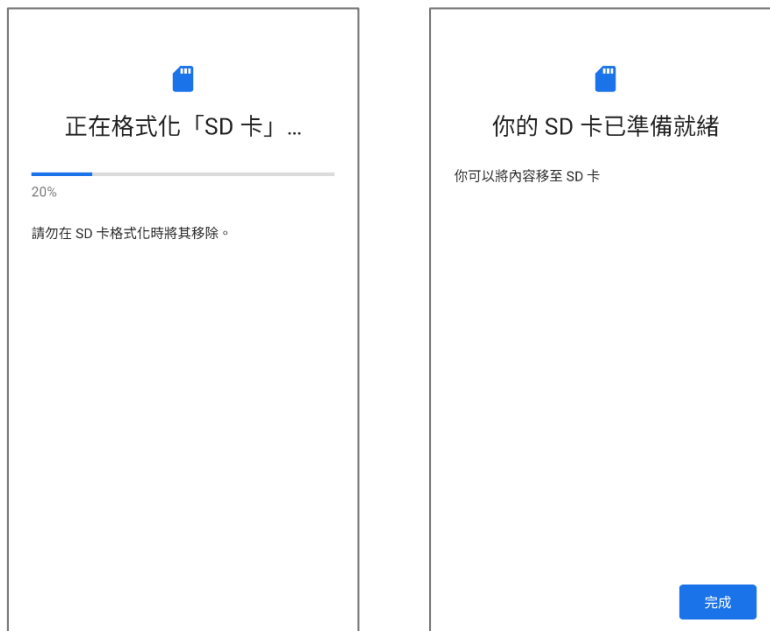 正在格式化「SD 卡」...
20%
請勿在 SD 卡格式化時將其移除。
你的 SD 卡已準備就緒
你可以將內容移至 SD 卡
完成